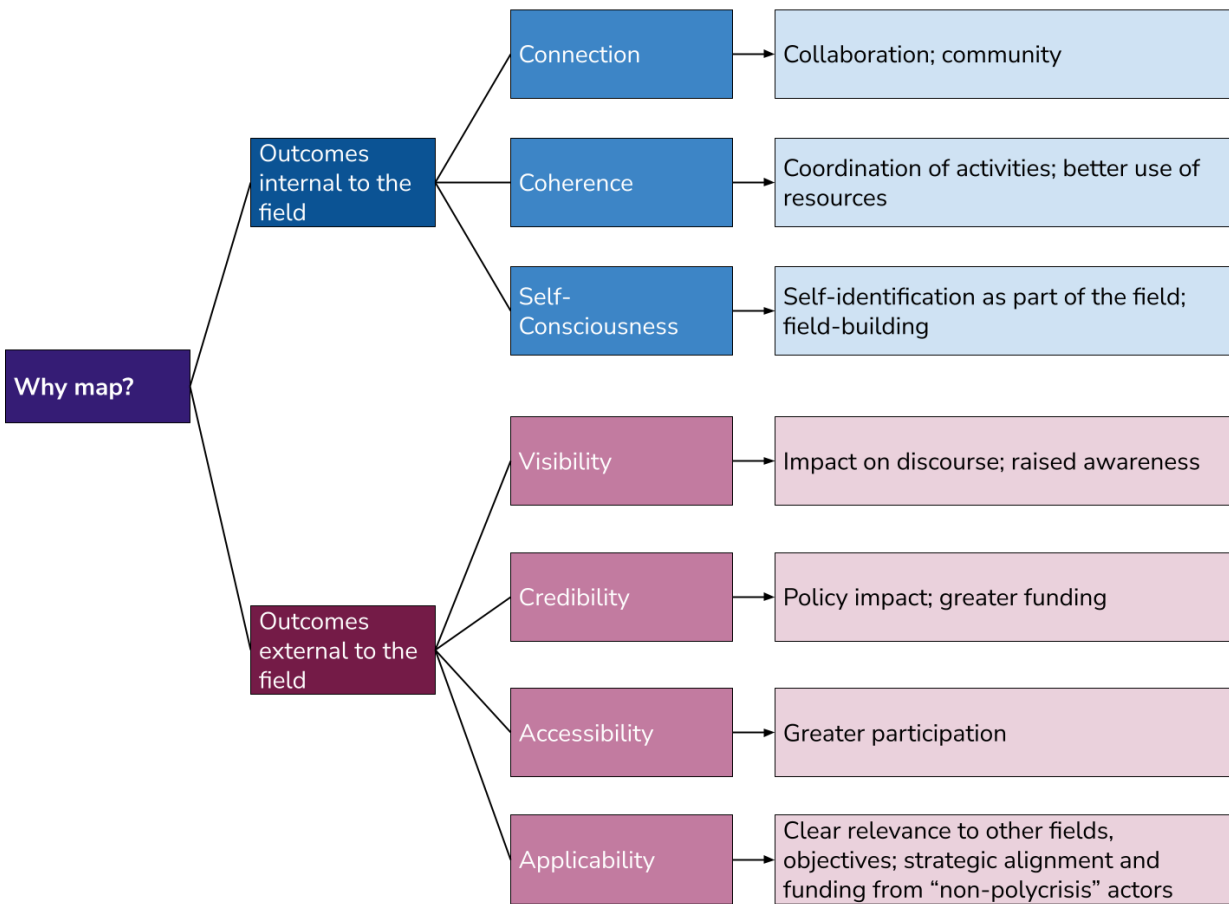 Why map?
Outcomes
internal to the
field
Connection
Collaboration; community
Coherence
Coordination of activities; better use of
resources
Self-
Consciousness
Self-identification as part of the field;
field-building
Outcomes
external to the
field
Visibility
Impact on discourse; raised awareness
Credibility
Policy impact; greater funding
Accessibility
Greater participation
Applicability
Clear relevance to other fields,
objectives; strategic alignment and
funding from “non-polycrisis” actors